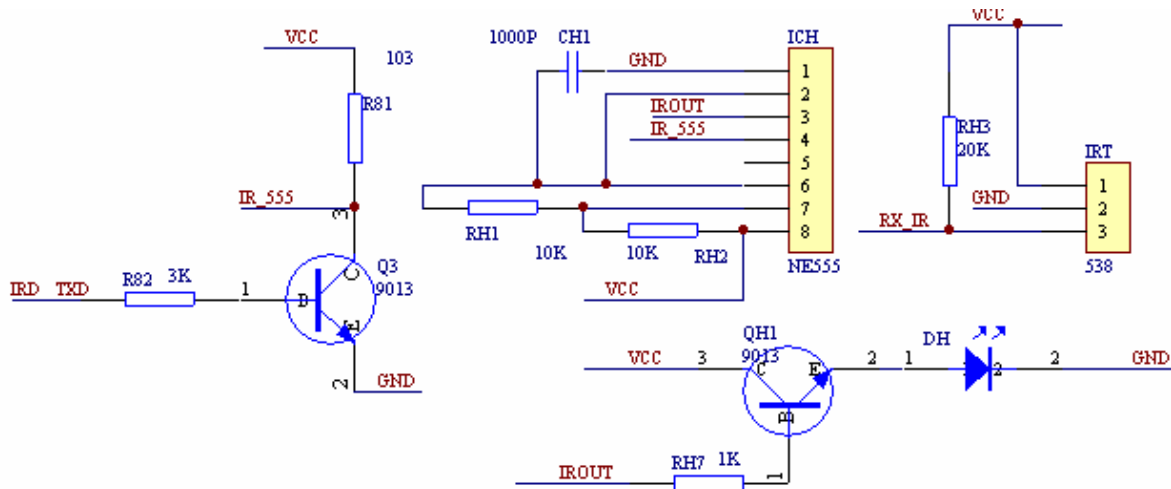 VCC
103
R81
IR_555
3
C
Q3
9013
IRD TXD
R82
3K
1
B
E
2
GND
1000P
CH1
GND
IROUT
IR_555
ICH
1
2
3
4
5
6
7
8
NE555
RH1
10K
10K
RH2
VCC
VCC
RH3
20K
IRT
1
2
3
538
GND
RX_IR
VCC
3
QH1
9013
C
E
B
2
1
DH
2
2
GND
IROUT
RH7
1K
1